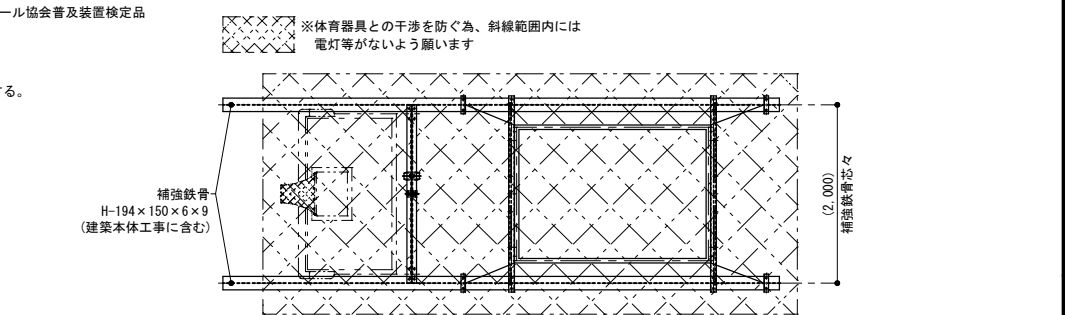 ール協会普及装置検定品
※体育器具との干渉を防ぐ為、斜線範囲内には
電灯等がないよう願います
する。
補強鉄骨
H-194×150×6×9
(建築本体工事に含む)
(2,000)
補強鉄骨芯々